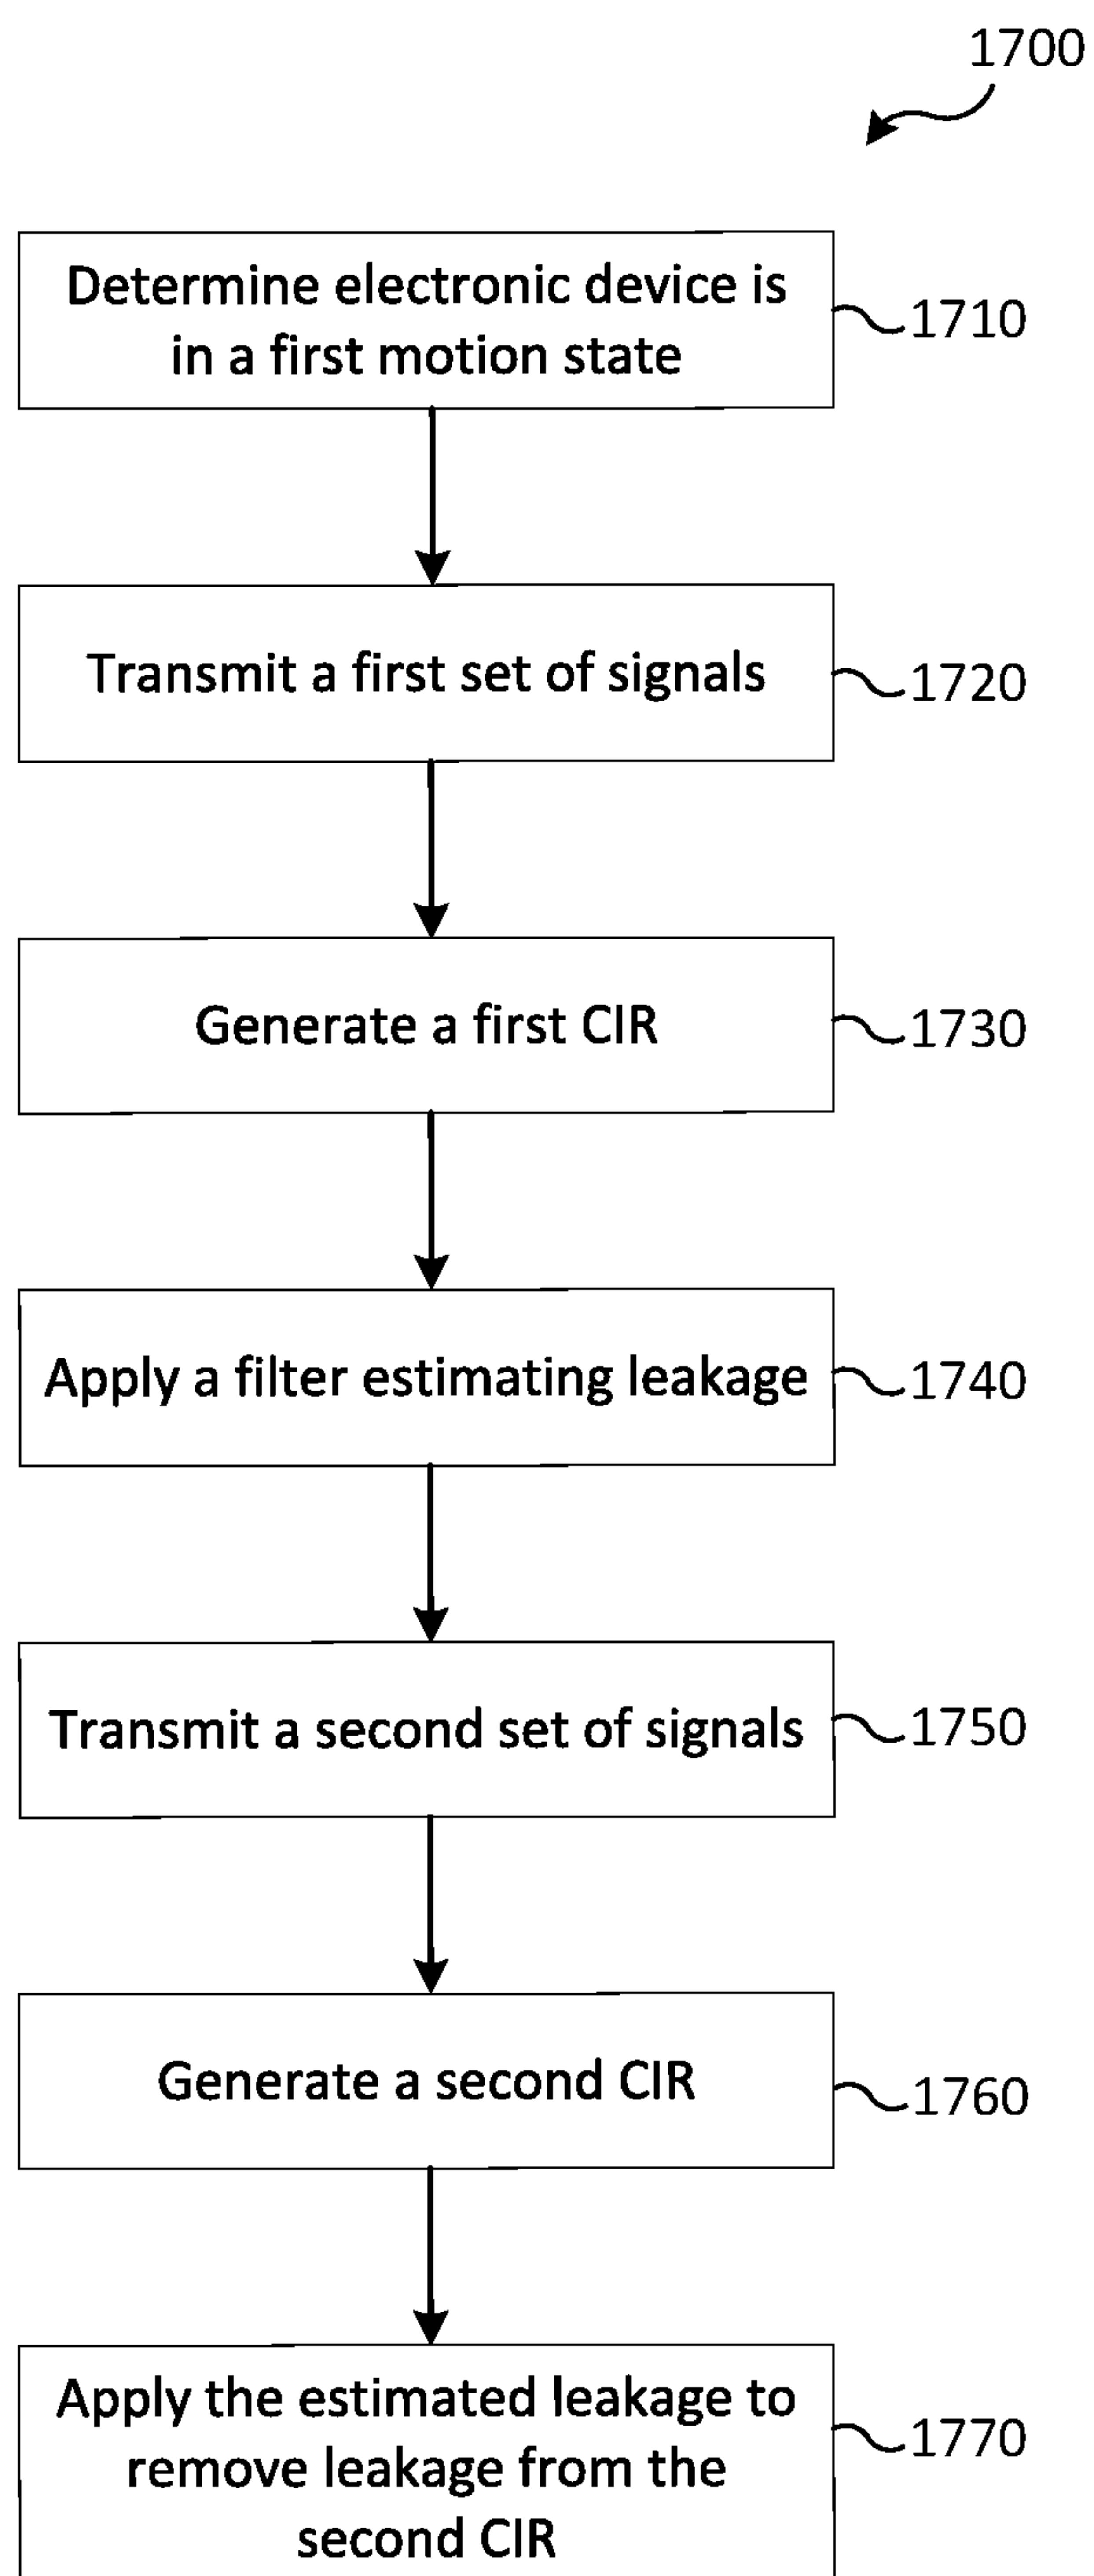 1700
Determine electronic device is
in a first motion state
1710
Transmit a first set of signals
1720
Generate a first CIR
1730
Apply a filter estimating leakage
1740
Transmit a second set of signals
1750
Generate a second CIR
1760
Apply the estimated leakage to
remove leakage from the
second CIR
1770